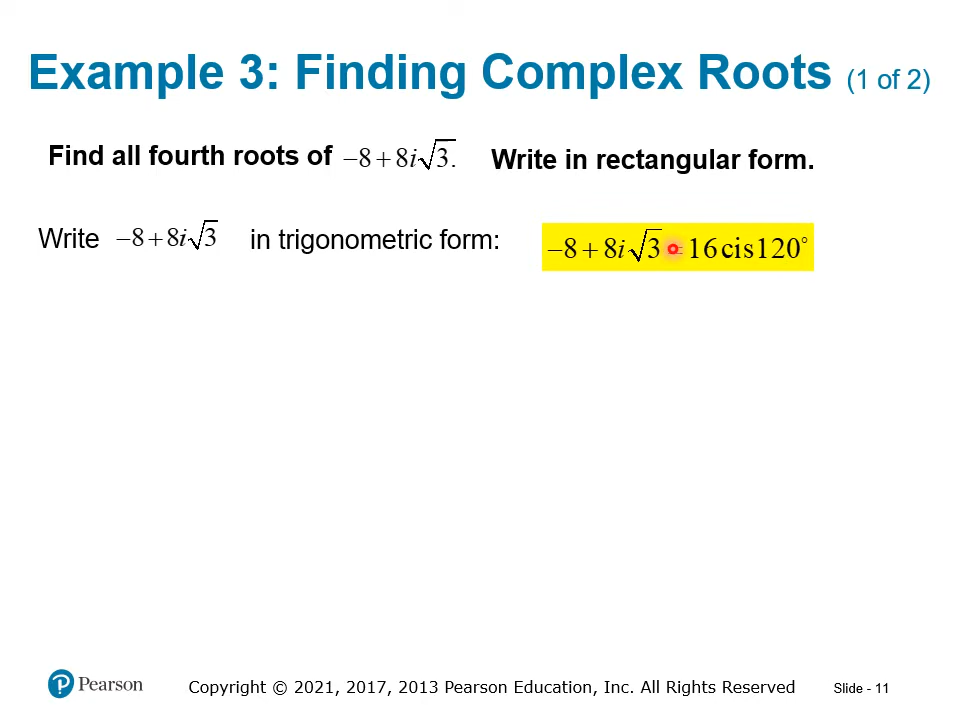 Example 3: Finding Complex Roots (1 of 2)
Find all fourth roots of −8 + 8i√3. Write in rectangular form.
Write −8 + 8i√3 in trigonometric form: −8 + 8i√3 = 16 cis120°
Pearson Copyright © 2021, 2017, 2013 Pearson Education, Inc. All Rights Reserved Slide - 11